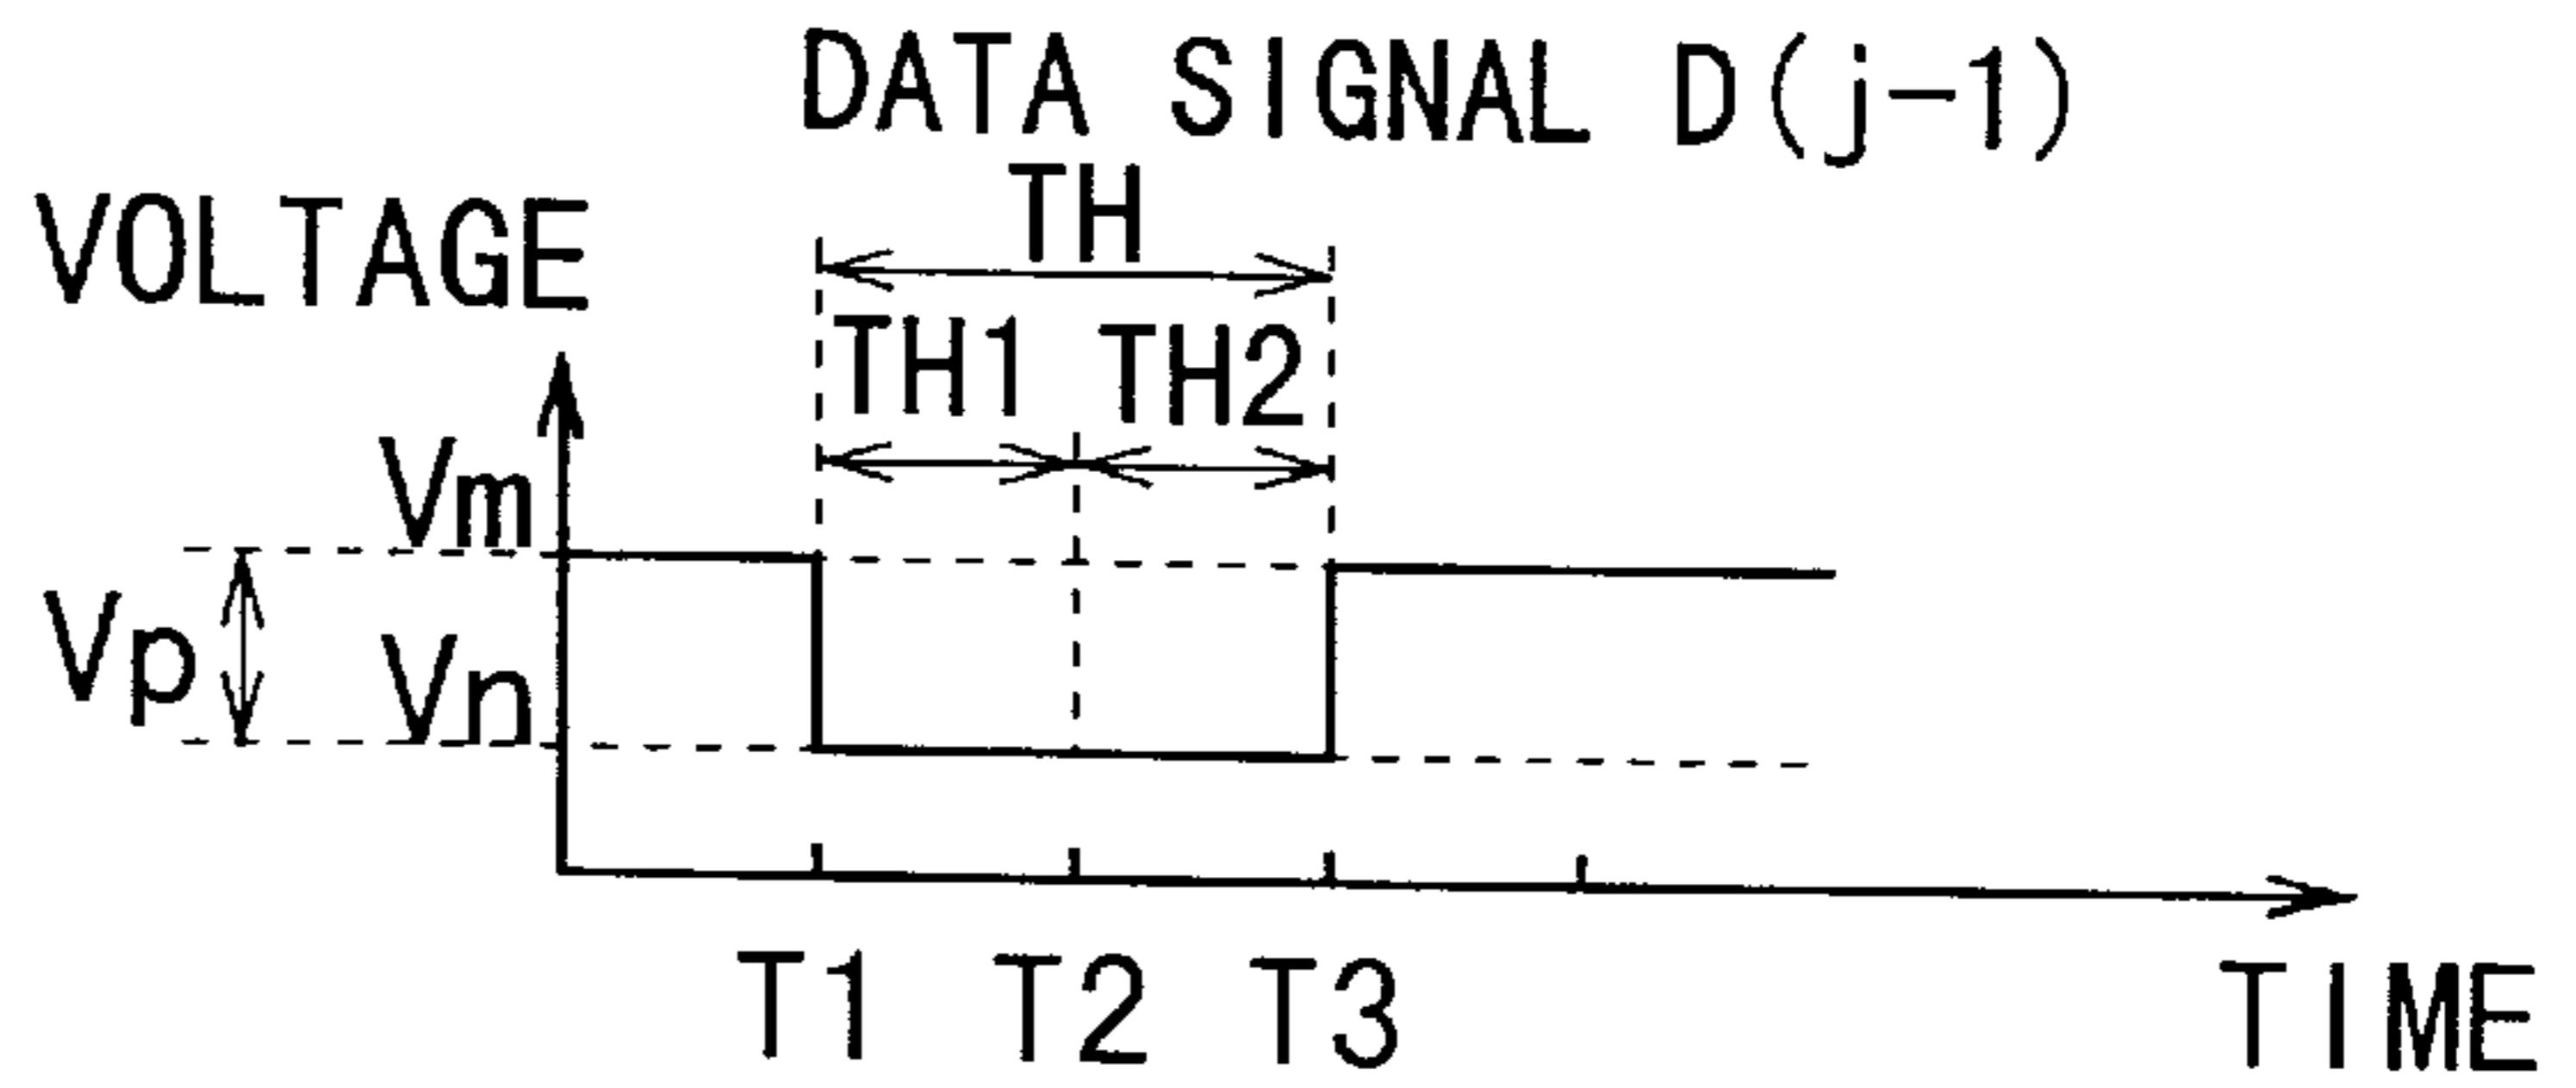 DATA SIGNAL D(j-1)
TH
VOLTAGE
TH1 TH2
Vm
Vp
Vn
T1 T2 T3
TIME